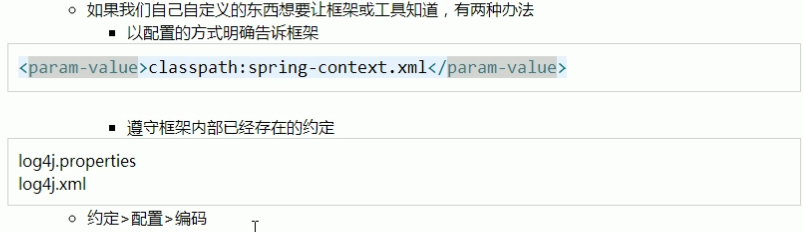 如果我们自己自定义的东西想要让框架或工具知道，有两种办法
以配置的方式明确告诉框架
<param-value>classpath:spring-context.xml</param-value>
遵守框架内部已经存在的约定
log4j.properties
log4j.xml
约定>配置>编码